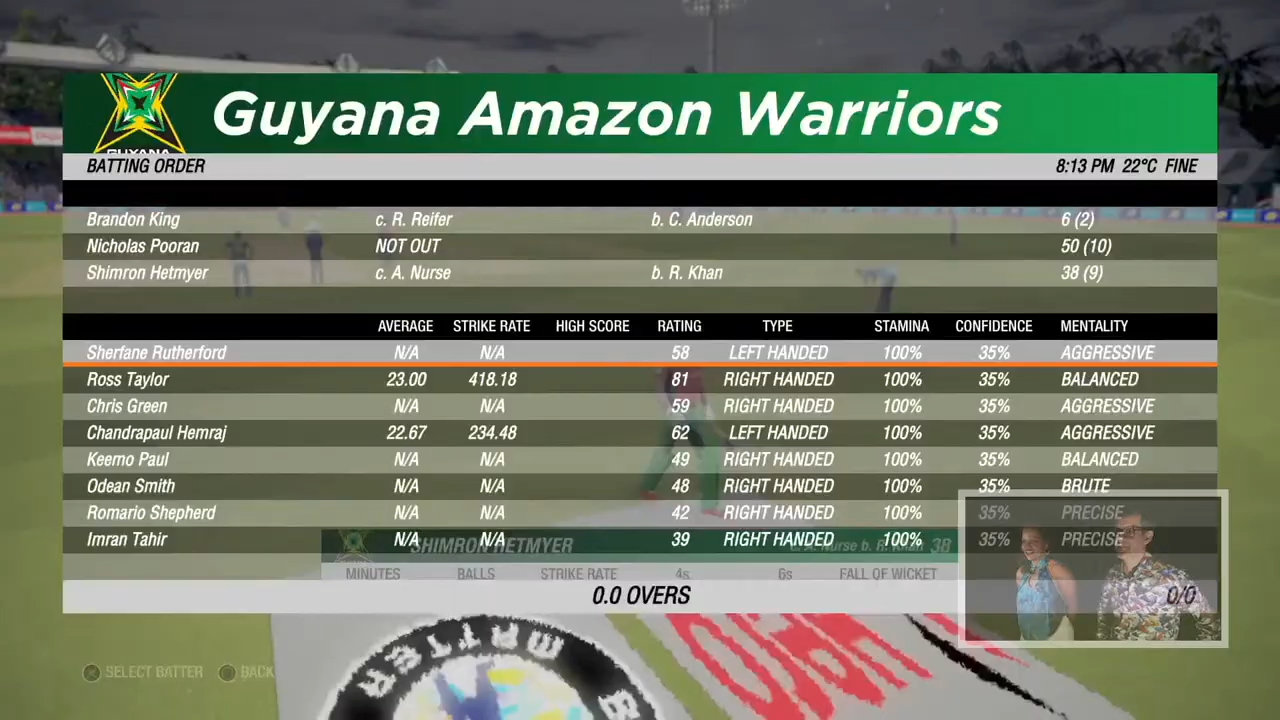 Guyana Amazon Warriors
GUYANA
BATTING ORDER 8:13 PM 22°C FINE
Brandon King c. R. Reifer b. C. Anderson 6 (2)
Nicholas Pooran NOT OUT 50 (10)
Shimron Hetmyer c. A. Nurse b. R. Khan 38 (9)
AVERAGE STRIKE RATE HIGH SCORE RATING TYPE STAMINA CONFIDENCE MENTALITY
Sherfane Rutherford N/A N/A 58 LEFT HANDED 100% 35% AGGRESSIVE
Ross Taylor 23.00 418.18 81 RIGHT HANDED 100% 35% BALANCED
Chris Green N/A N/A 59 RIGHT HANDED 100% 35% AGGRESSIVE
Chandrapaul Hemraj 22.67 234.48 62 LEFT HANDED 100% 35% AGGRESSIVE
Keemo Paul N/A N/A 49 RIGHT HANDED 100% 35% BALANCED
Odean Smith N/A N/A 48 RIGHT HANDED 100% 35% BRUTE
Romario Shepherd N/A N/A 42 RIGHT HANDED 100% 35% PRECISE
Imran Tahir N/A N/A 39 RIGHT HANDED 100% 35% PRECISE
SHIMRON HETMYER c. A. Nurse b. R. Khan 38
MINUTES BALLS STRIKE RATE 4s 6s FALL OF WICKET
0.0 OVERS 0/0
SELECT BATTER BACK